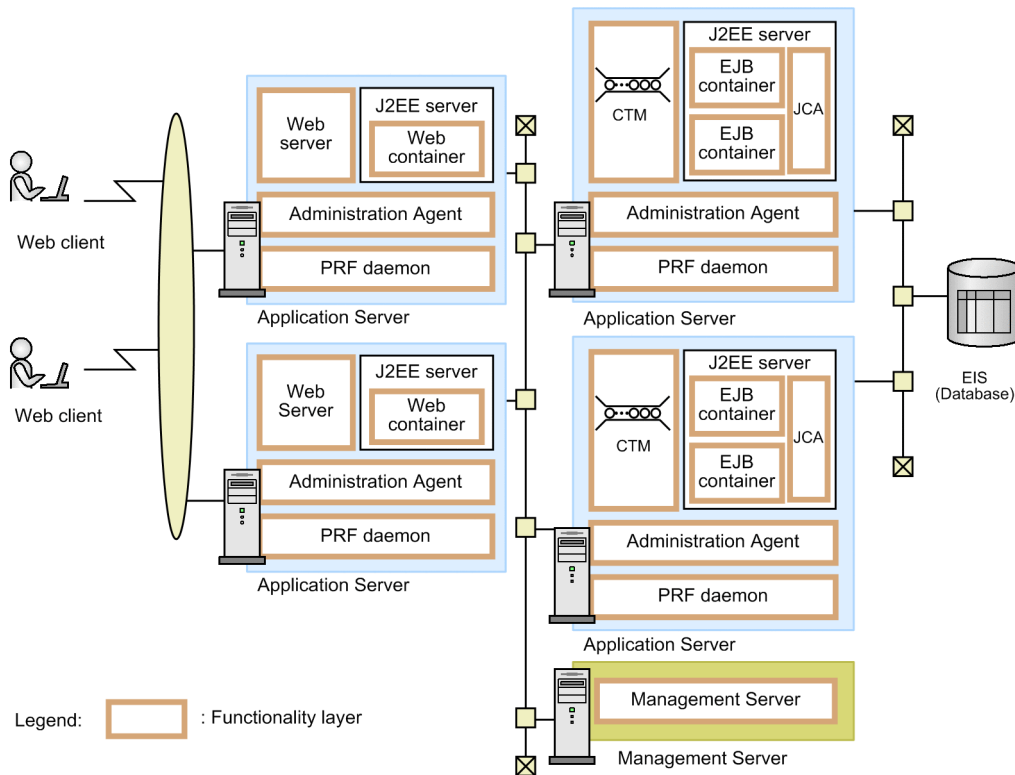 Web client
Web client
Web
server
J2EE server
Web
container
Administration Agent
PRF daemon
Application Server
Web
Server
J2EE server
Web
container
Administration Agent
PRF daemon
Application Server
CTM
J2EE server
EJB
container
EJB
container
JCA
Administration Agent
PRF daemon
Application Server
CTM
J2EE server
EJB
container
EJB
container
JCA
Administration Agent
PRF daemon
Application Server
Management Server
Management Server
EIS
(Database)
Legend:
: Functionality layer